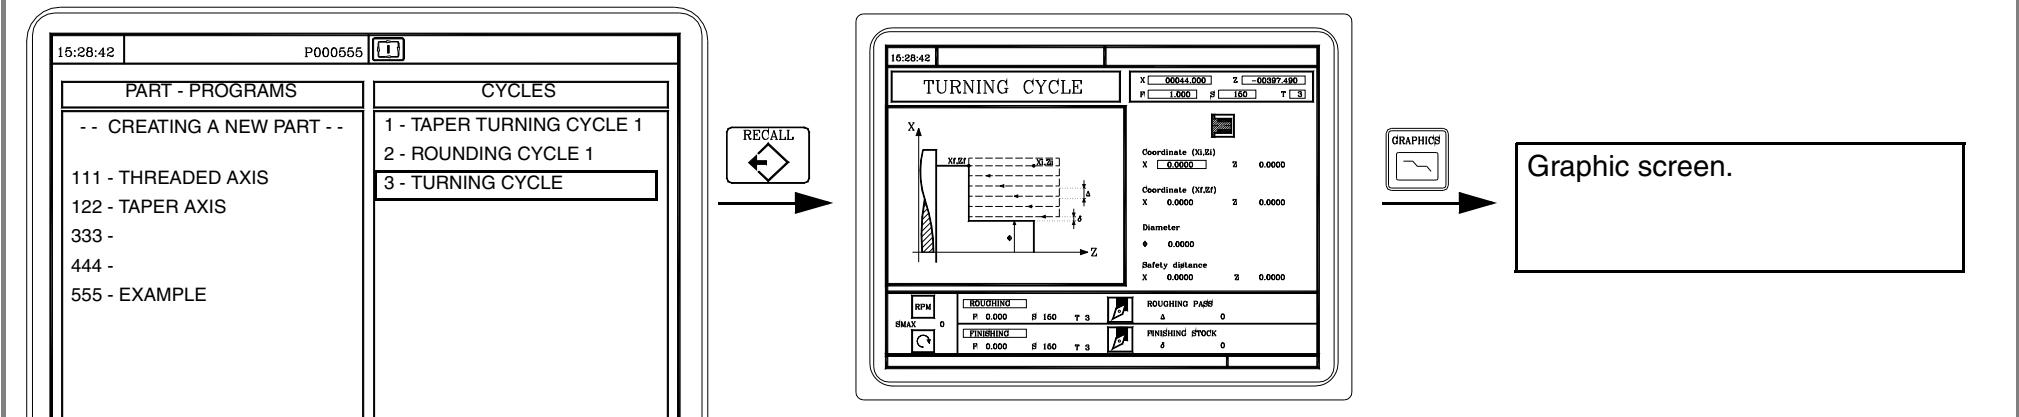 15:28:42 P000555
PART - PROGRAMS
- - CREATING A NEW PART - -
111 - THREADED AXIS
122 - TAPER AXIS
333 -
444 -
555 - EXAMPLE
CYCLES
1 - TAPER TURNING CYCLE 1
2 - ROUNDING CYCLE 1
3 - TURNING CYCLE
RECALL
15:28:42
TURNING CYCLE
X 00044.000 Z -00397.490
F 1.000 S 150 T 3
X
Xf,Zf Xi,Zi
Δ
δ
Φ
Z
Coordinate (Xi,Zi)
X 0.0000 Z 0.0000
Coordinate (Xf,Zf)
X 0.0000 Z 0.0000
Diameter
Φ 0.0000
Safety distance
X 0.0000 Z 0.0000
RPM
SMAX 0
ROUGHING
F 0.000 S 150 T 3
ROUGHING PASS
Δ 0
FINISHING
F 0.000 S 150 T 3
FINISHING STOCK
δ 0
GRAPHICS
Graphic screen.